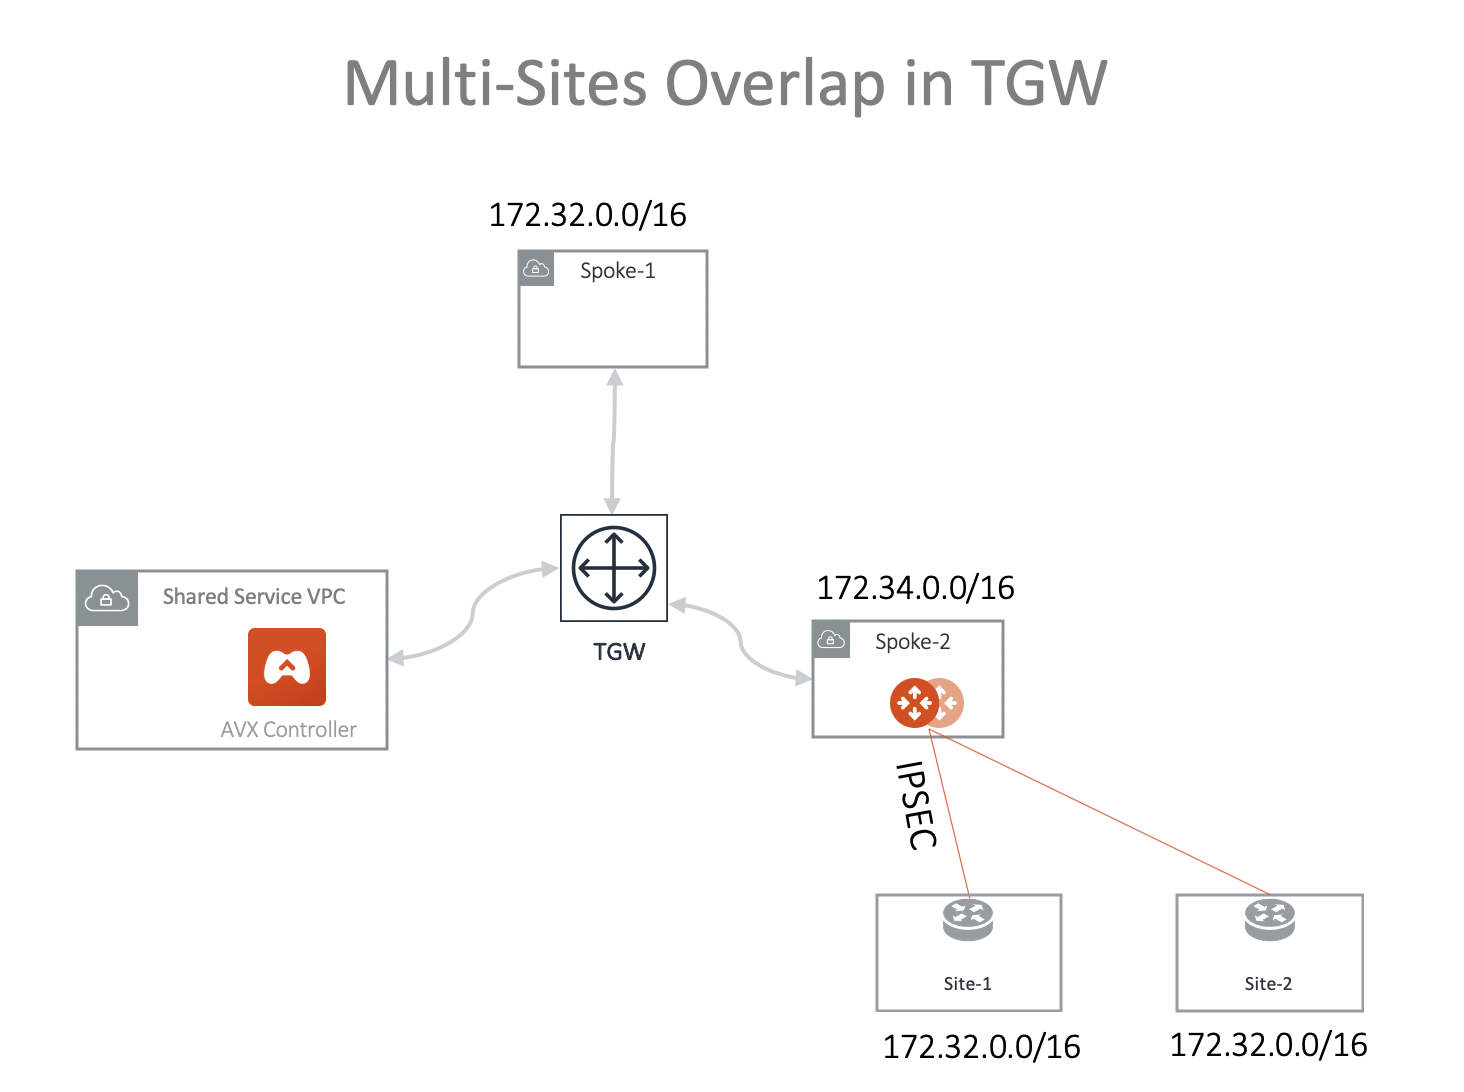 Multi-Sites Overlap in TGW
172.32.0.0/16
Spoke-1
Shared Service VPC
AVX Controller
TGW
172.34.0.0/16
Spoke-2
IPSEC
Site-1
Site-2
172.32.0.0/16
172.32.0.0/16